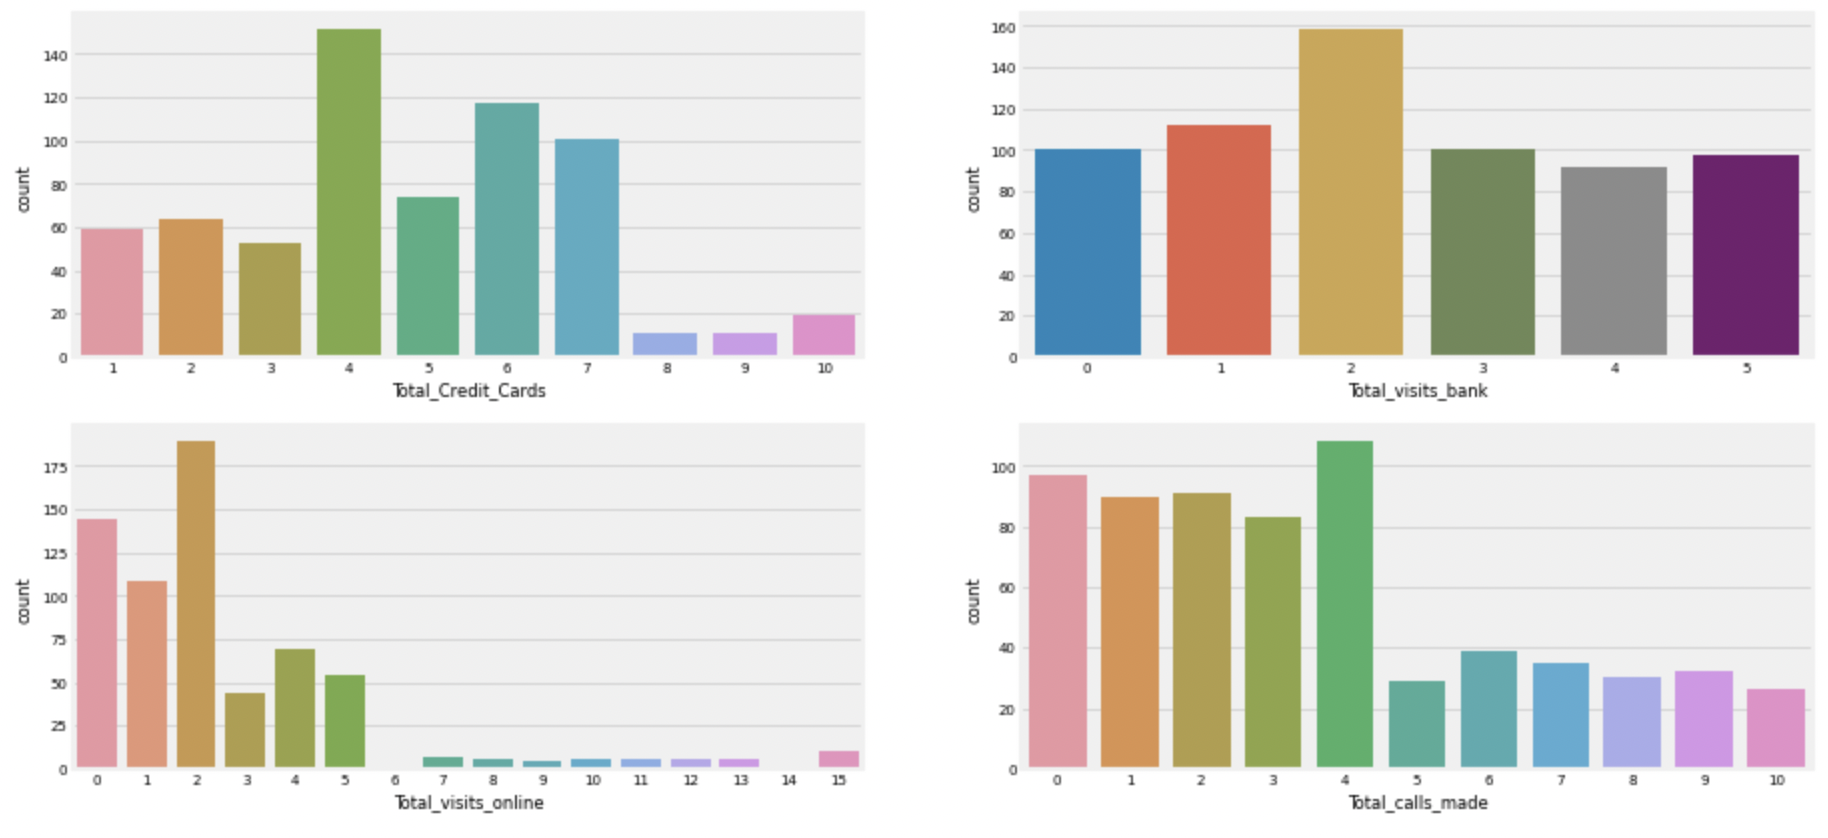 140
120
100
80
60
40
20
0
count
1 2 3 4 5 6 7 8 9 10
Total_Credit_Cards
160
140
120
100
80
60
40
20
0
count
0 1 2 3 4 5
Total_visits_bank
175
150
125
100
75
50
25
0
count
0 1 2 3 4 5 6 7 8 9 10 11 12 13 14 15
Total_visits_online
100
80
60
40
20
0
count
0 1 2 3 4 5 6 7 8 9 10
Total_calls_made